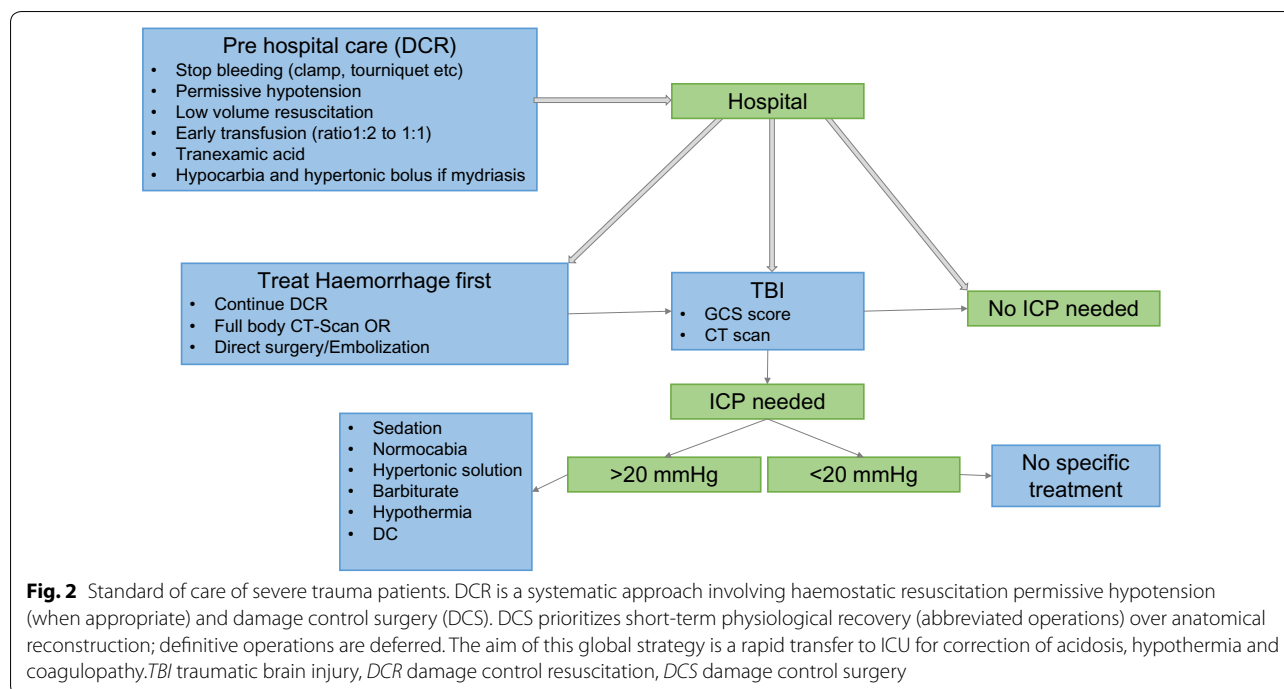 Pre hospital care (DCR)
• Stop bleeding (clamp, tourniquet etc)
• Permissive hypotension
• Low volume resuscitation
• Early transfusion (ratio1:2 to 1:1)
• Tranexamic acid
• Hypocarbia and hypertonic bolus if mydriasis
Hospital
Treat Haemorrhage first
• Continue DCR
• Full body CT-Scan OR
• Direct surgery/Embolization
TBI
• GCS score
• CT scan
No ICP needed
ICP needed
• Sedation
• Normocabia
• Hypertonic solution
• Barbiturate
• Hypothermia
• DC
>20 mmHg
<20 mmHg
No specific
treatment
Fig. 2 Standard of care of severe trauma patients. DCR is a systematic approach involving haemostatic resuscitation permissive hypotension
(when appropriate) and damage control surgery (DCS). DCS prioritizes short-term physiological recovery (abbreviated operations) over anatomical
reconstruction; definitive operations are deferred. The aim of this global strategy is a rapid transfer to ICU for correction of acidosis, hypothermia and
coagulopathy.TBI traumatic brain injury, DCR damage control resuscitation, DCS damage control surgery